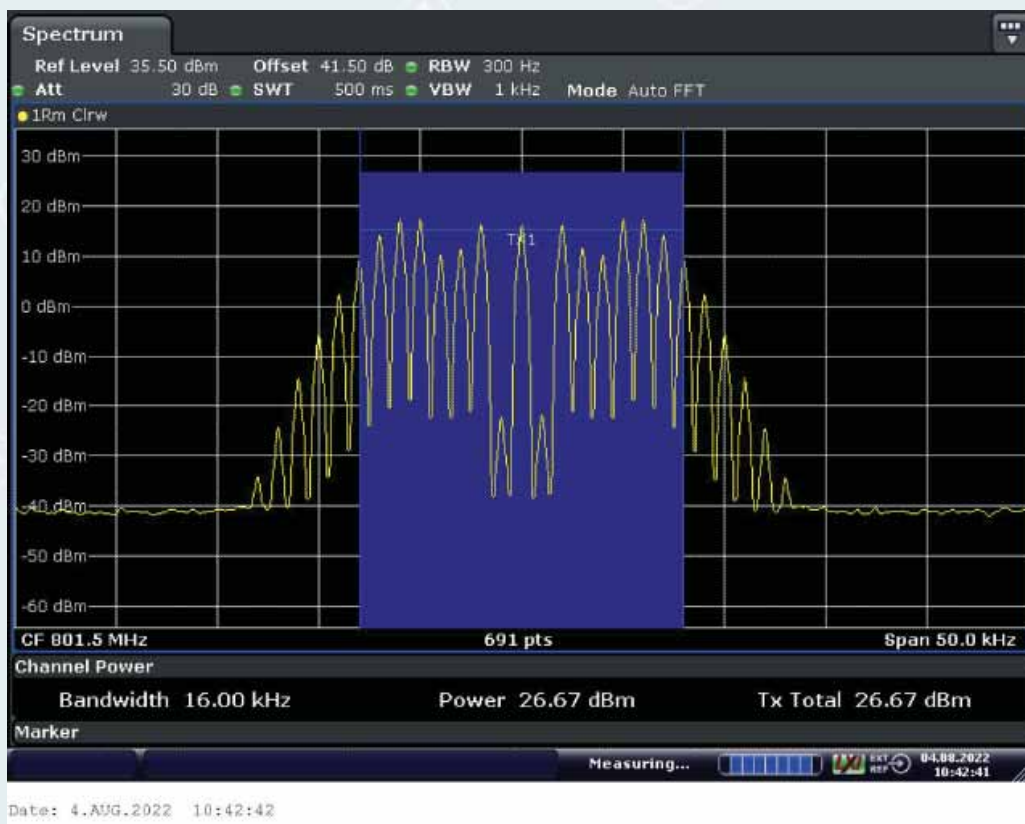 Spectrum
Ref Level 35.50 dBm Offset 41.50 dB RBW 300 Hz
Att 30 dB SWT 500 ms VBW 1 kHz Mode Auto FFT
1Rm Clrw
30 dBm
20 dBm
TX1
10 dBm
0 dBm
-10 dBm
-20 dBm
-30 dBm
-40 dBm
-50 dBm
-60 dBm
CF 801.5 MHz 691 pts Span 50.0 kHz
Channel Power
Bandwidth 16.00 kHz Power 26.67 dBm Tx Total 26.67 dBm
Marker
Measuring... LXI EXT REF 04.08.2022
10:42:41
Date: 4.AUG.2022 10:42:42